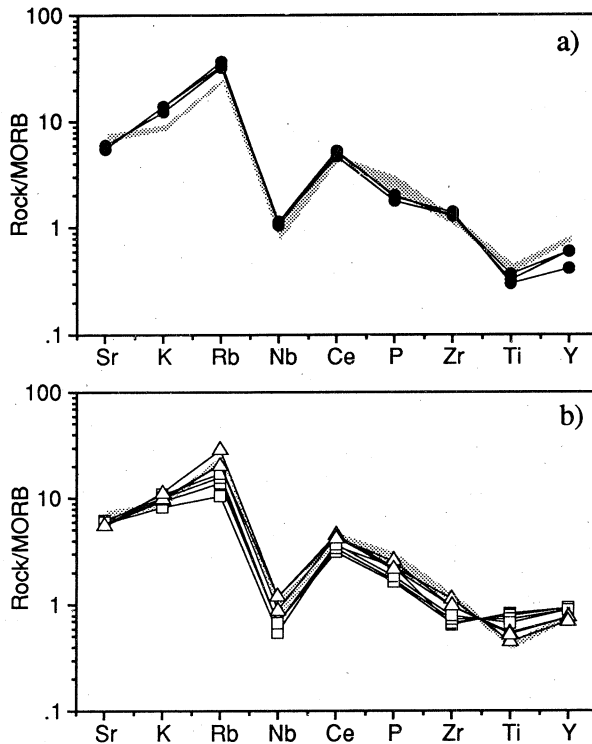 a)
Rock/MORB
100
10
1
.1
Sr K Rb Nb Ce P Zr Ti Y
b)
Rock/MORB
100
10
1
.1
Sr K Rb Nb Ce P Zr Ti Y